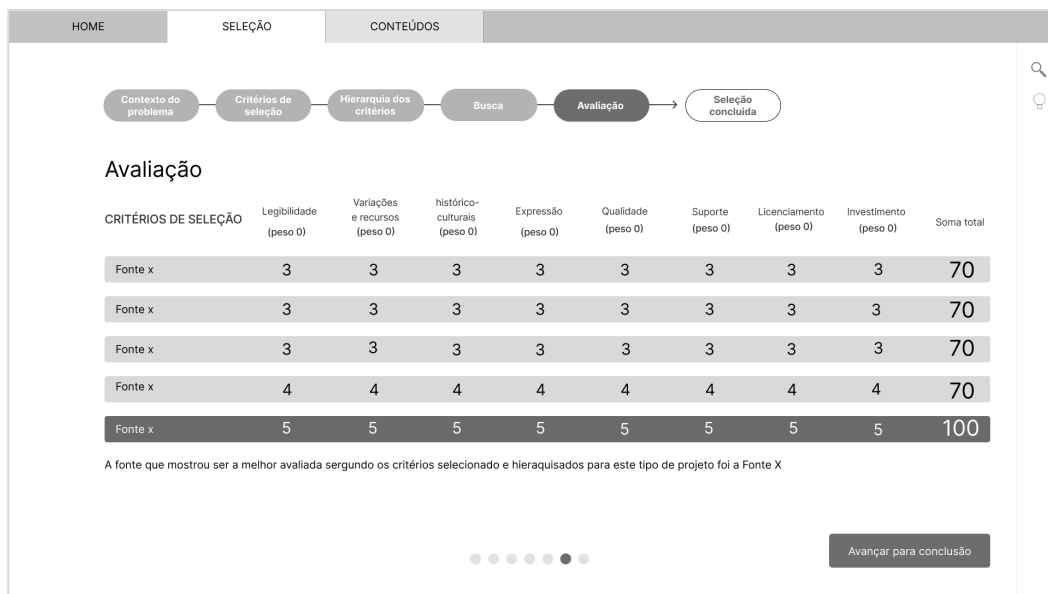 HOME SELEÇÃO CONTEÚDOS
Contexto do
problema
Critérios de
seleção
Hierarquia dos
critérios
Busca
Avaliação
Seleção
concluida
Avaliação
CRITÉRIOS DE SELEÇÃO
Legibilidade
(peso 0)
Variações
e recursos
(peso 0)
histórico-
culturais
(peso 0)
Expressão
(peso 0)
Qualidade
(peso 0)
Suporte
(peso 0)
Licenciamento
(peso 0)
Investimento
(peso 0)
Soma total
Fonte x 3 3 3 3 3 3 3 3 70
Fonte x 3 3 3 3 3 3 3 3 70
Fonte x 3 3 3 3 3 3 3 3 70
Fonte x 4 4 4 4 4 4 4 4 70
Fonte x 5 5 5 5 5 5 5 5 100
A fonte que mostrou ser a melhor avaliada sergundo os critérios selecionado e hieraquisados para este tipo de projeto foi a Fonte X
Avançar para conclusão